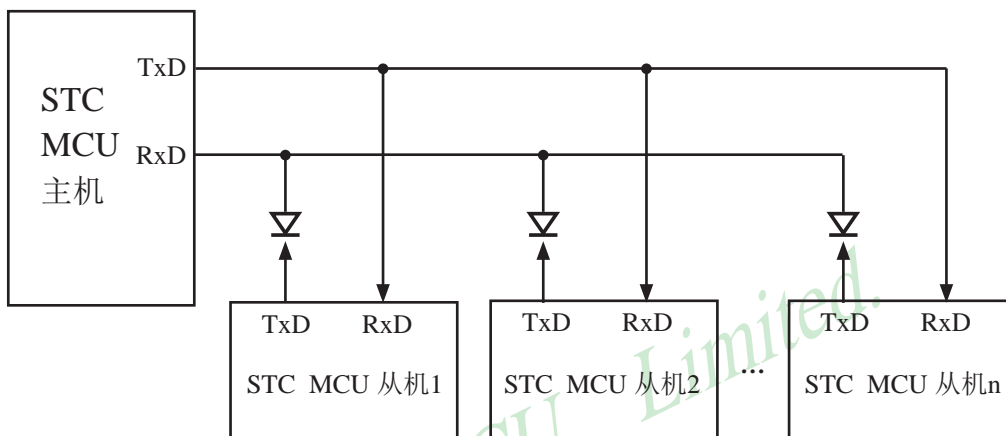 TxD
STC
MCU
RxD
主机
TxD RxD
TxD RxD
TxD RxD
STC MCU 从机1
STC MCU 从机2
...
STC MCU 从机n
MCU Limited.